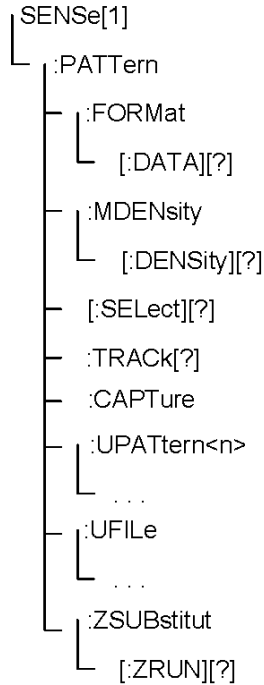 SENSe[1]
:PATTern
:FORMat
[:DATA][?]
:MDENsity
[:DENSity][?]
[:SELect][?]
:TRACk[?]
:CAPTure
:UPATtern<n>
. . .
:UFILe
. . .
:ZSUBstitut
[:ZRUN][?]